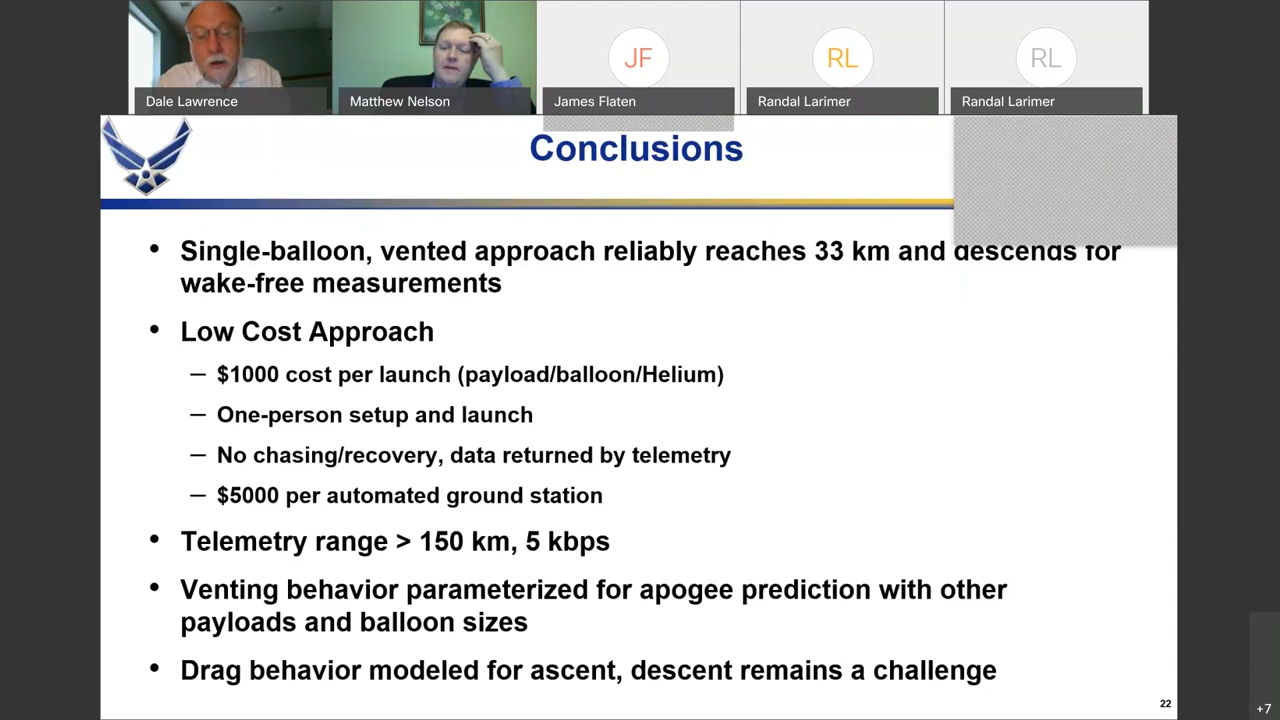 JF
RL
RL
Dale Lawrence
Matthew Nelson
James Flaten
Randal Larimer
Randal Larimer
Conclusions
• Single-balloon, vented approach reliably reaches 33 km and descends for
wake-free measurements
• Low Cost Approach
– $1000 cost per launch (payload/balloon/Helium)
– One-person setup and launch
– No chasing/recovery, data returned by telemetry
– $5000 per automated ground station
• Telemetry range > 150 km, 5 kbps
• Venting behavior parameterized for apogee prediction with other
payloads and balloon sizes
• Drag behavior modeled for ascent, descent remains a challenge
22
+7